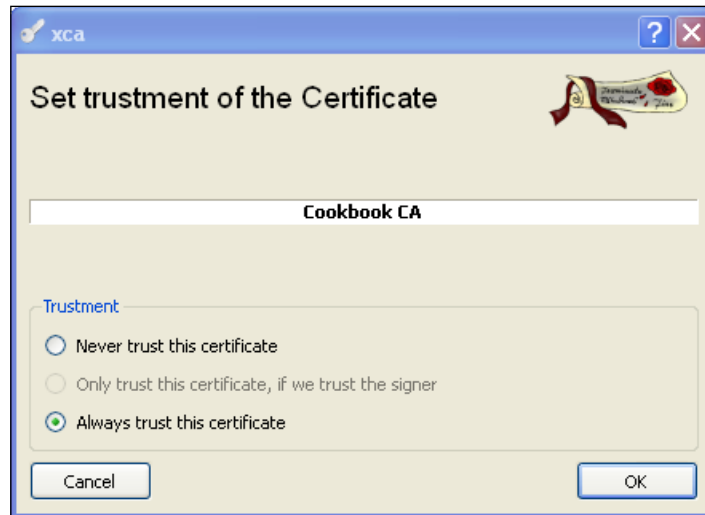 xca
?
Set trustment of the Certificate
Cookbook CA
Trustment
Never trust this certificate
Only trust this certificate, if we trust the signer
Always trust this certificate
Cancel
OK